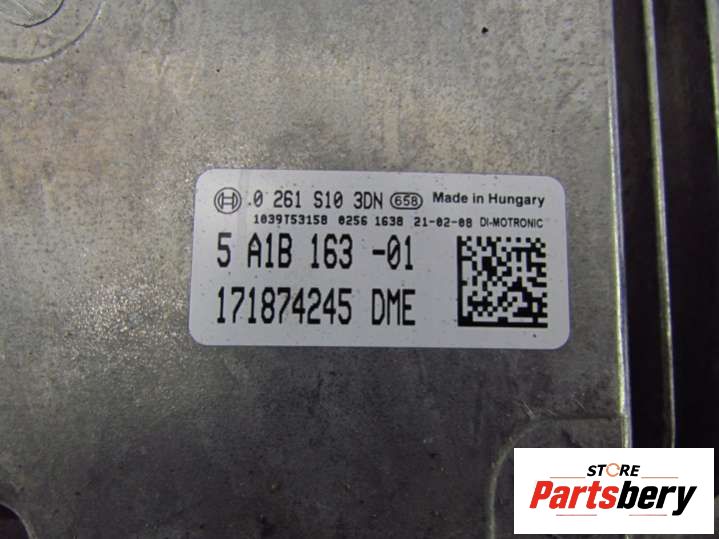 .0 261 S10 3DN 658 Made in Hungary
1039T53158 0256 1638 21-02-08 DI-MOTRONIC
5 A1B 163 -01
171874245 DME
STORE
Partsbery